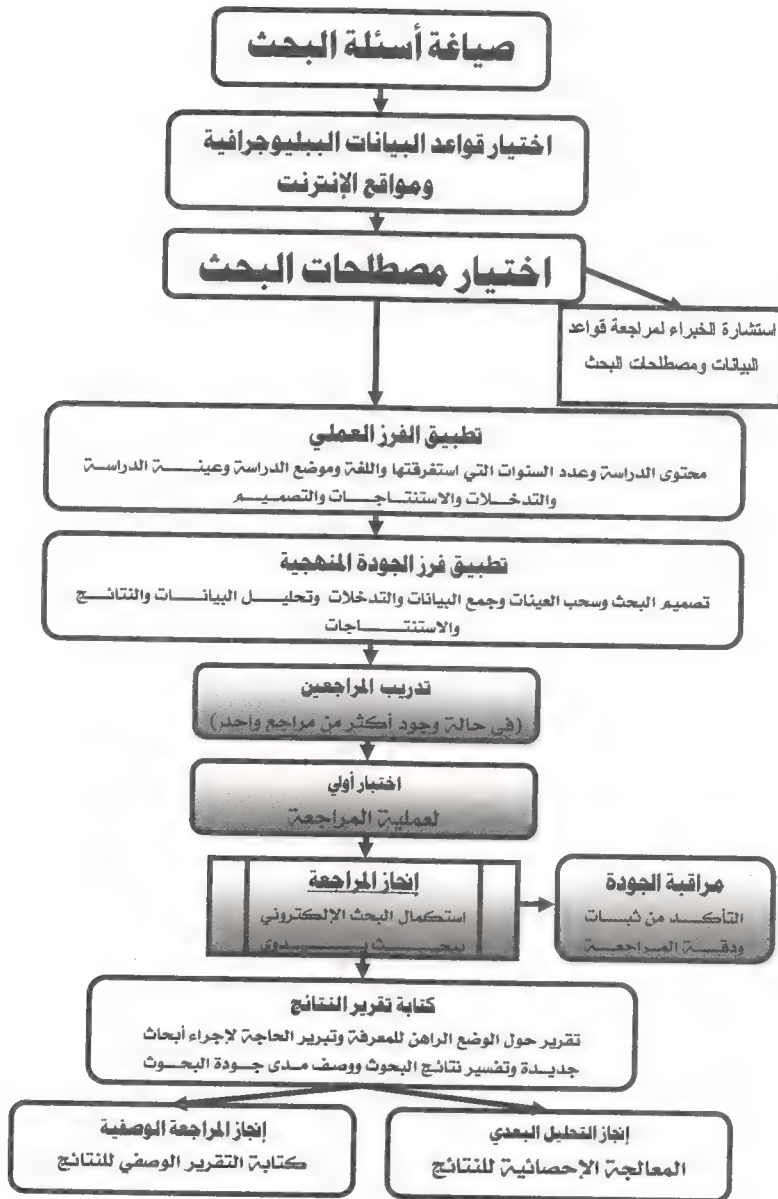 صياغة أسئلة البحث
اختيار قواعد البيانات الببليوجرافية
ومواقع الإنترنت
اختيار مصطلحات البحث
استشارة الخبراء لمراجعة قواعد
البيانات ومصطلحات البحث
تطبيق الفرز العملي
محتوى الدراسة وعدد السنوات التي استغرقتها واللغة وموضع الدراسة وعينة الدراسة
والتدخلات والاستنتاجات والتصميم
تطبيق فرز الجودة المنهجية
تصميم البحث وسحب العينات وجمع البيانات والتدخلات وتحليل البيانات والنتائج
والاستنتاجات
تدريب المراجعين
(في حالة وجود أكثر من مراجع واحد)
اختبار أولي
لعملية المراجعة
إنجاز المراجعة
استكمال البحث الإلكتروني
ببحث يدوي
مراقبة الجودة
التأكد من ثبات
ودقة المراجعة
كتابة تقرير النتائج
تقرير حول الوضع الراهن للمعرفة وتبرير الحاجة لإجراء أبحاث
جديدة وتفسير نتائج البحوث ووصف مدى جودة البحوث
إنجاز التحليل البعدي
المعالجة الإحصائية للنتائج
إنجاز المراجعة الوصفية
كتابة التقرير الوصفي للنتائج